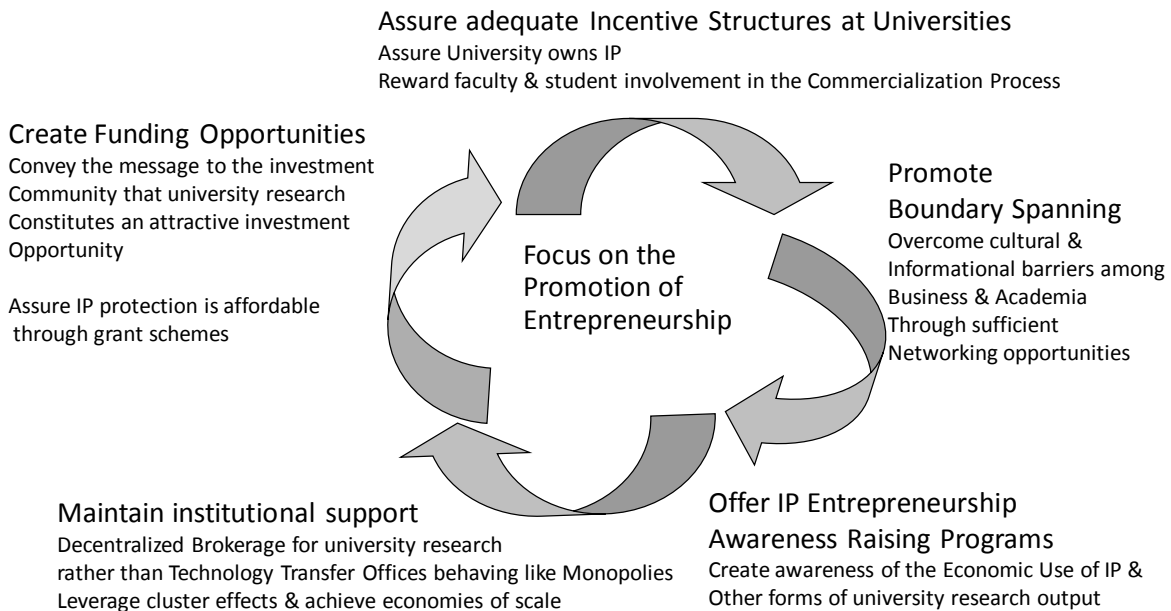 Assure adequate Incentive Structures at Universities
Assure University owns IP
Reward faculty & student involvement in the Commercialization Process
Create Funding Opportunities
Convey the message to the investment
Community that university research
Constitutes an attractive investment
Opportunity
Assure IP protection is affordable
through grant schemes
Promote
Boundary Spanning
Overcome cultural &
Informational barriers among
Business & Academia
Through sufficient
Networking opportunities
Focus on the
Promotion of
Entrepreneurship
Maintain institutional support
Decentralized Brokerage for university research
rather than Technology Transfer Offices behaving like Monopolies
Leverage cluster effects & achieve economies of scale
Offer IP Entrepreneurship
Awareness Raising Programs
Create awareness of the Economic Use of IP &
Other forms of university research output